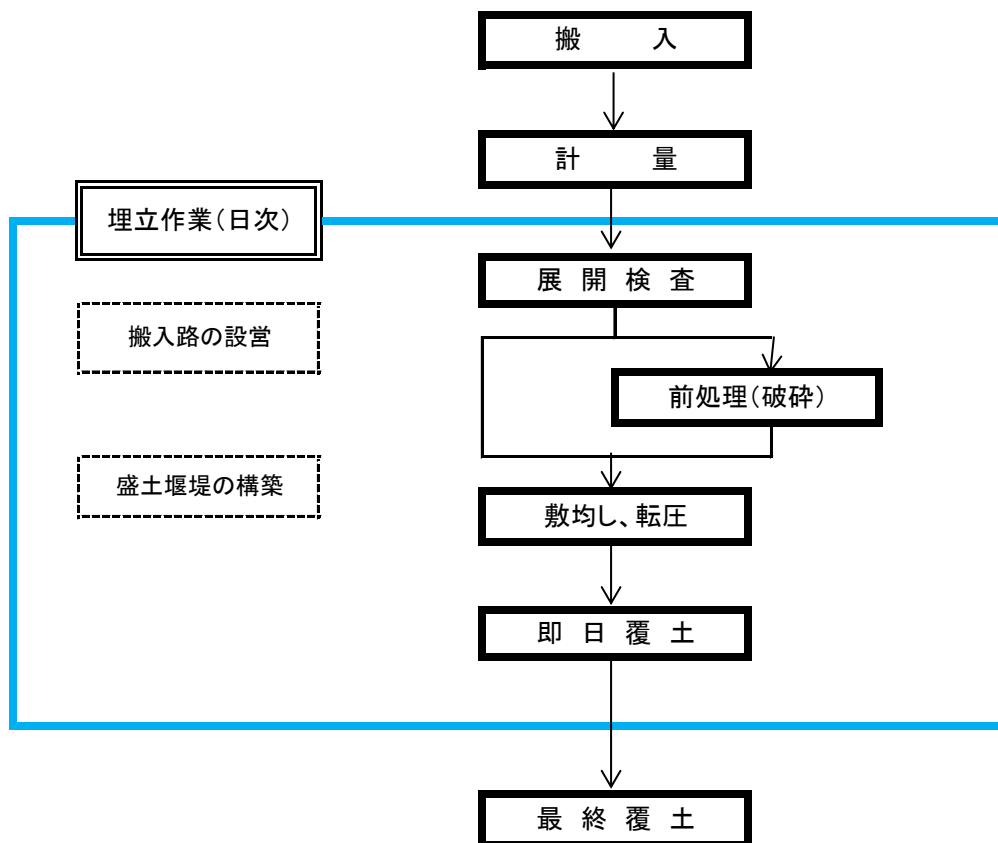 搬　入
計　量
埋立作業（日次）
展開検査
搬入路の設営
前処理（破砕）
盛土堰堤の構築
敷均し、転圧
即日覆土
最終覆土